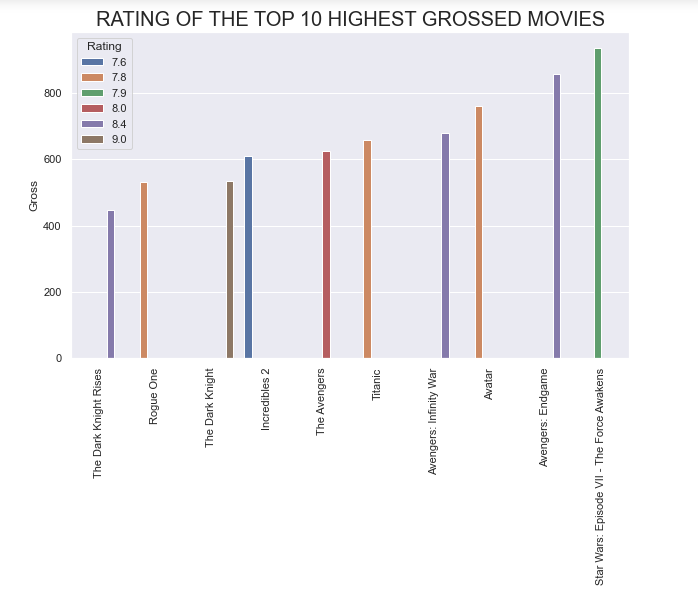 RATING OF THE TOP 10 HIGHEST GROSSED MOVIES
Rating
7.6
7.8
7.9
8.0
8.4
9.0
Gross
800
600
400
200
0
The Dark Knight Rises
Rogue One
The Dark Knight
Incredibles 2
The Avengers
Titanic
Avengers: Infinity War
Avatar
Avengers: Endgame
Star Wars: Episode VII - The Force Awakens